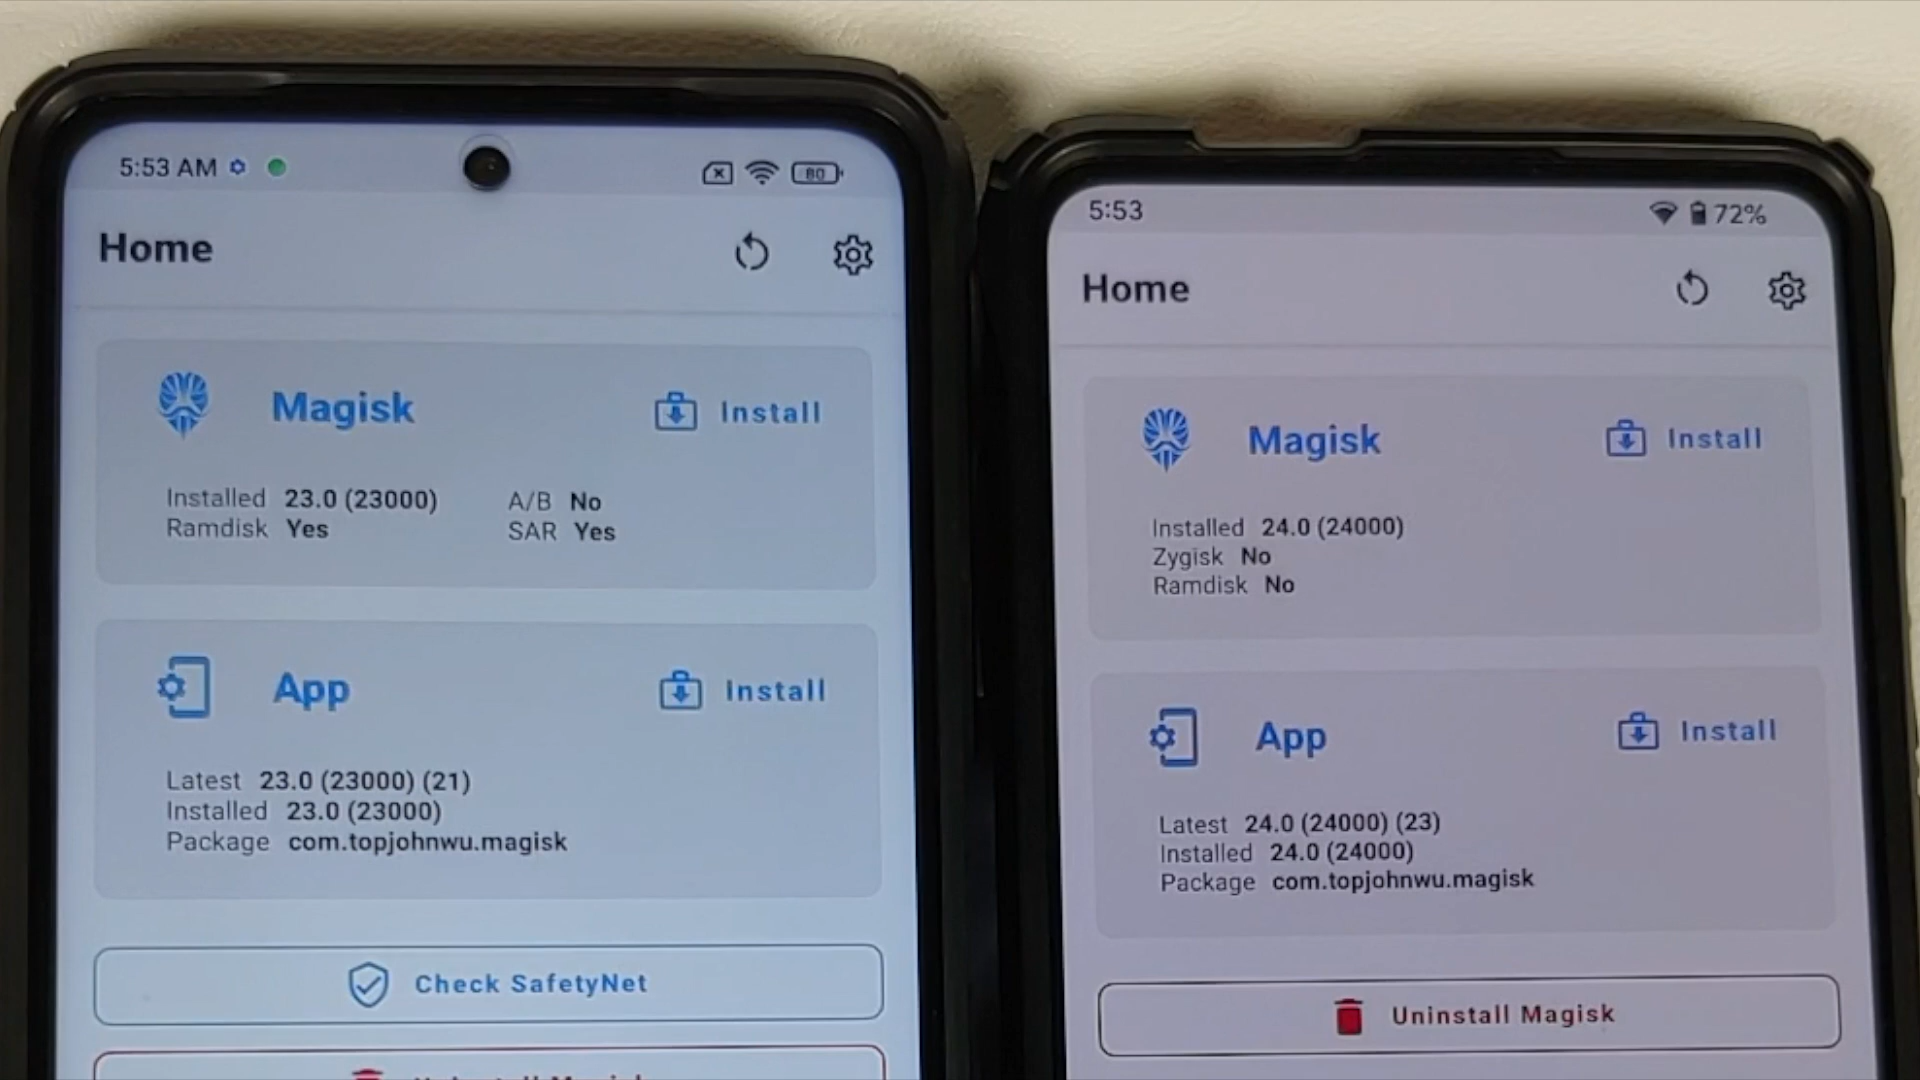 5:53 AM
80
Home
Magisk
Install
Installed 23.0 (23000)
A/B No
Ramdisk Yes
SAR Yes
App
Install
Latest 23.0 (23000) (21)
Installed 23.0 (23000)
Package com.topjohnwu.magisk
Check SafetyNet
5:53
72%
Home
Magisk
Install
Installed 24.0 (24000)
Zygisk No
Ramdisk No
App
Install
Latest 24.0 (24000) (23)
Installed 24.0 (24000)
Package com.topjohnwu.magisk
Uninstall Magisk